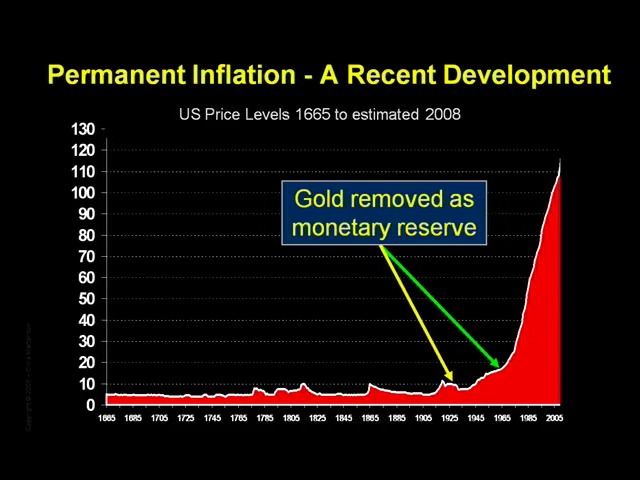 Permanent Inflation - A Recent Development
US Price Levels 1665 to estimated 2008
130
120
110
100
90
80
70
60
50
40
30
20
10
0
Gold removed as
monetary reserve
1665 1685 1705 1725 1745 1765 1785 1805 1825 1845 1865 1885 1905 1925 1945 1965 1985 2005